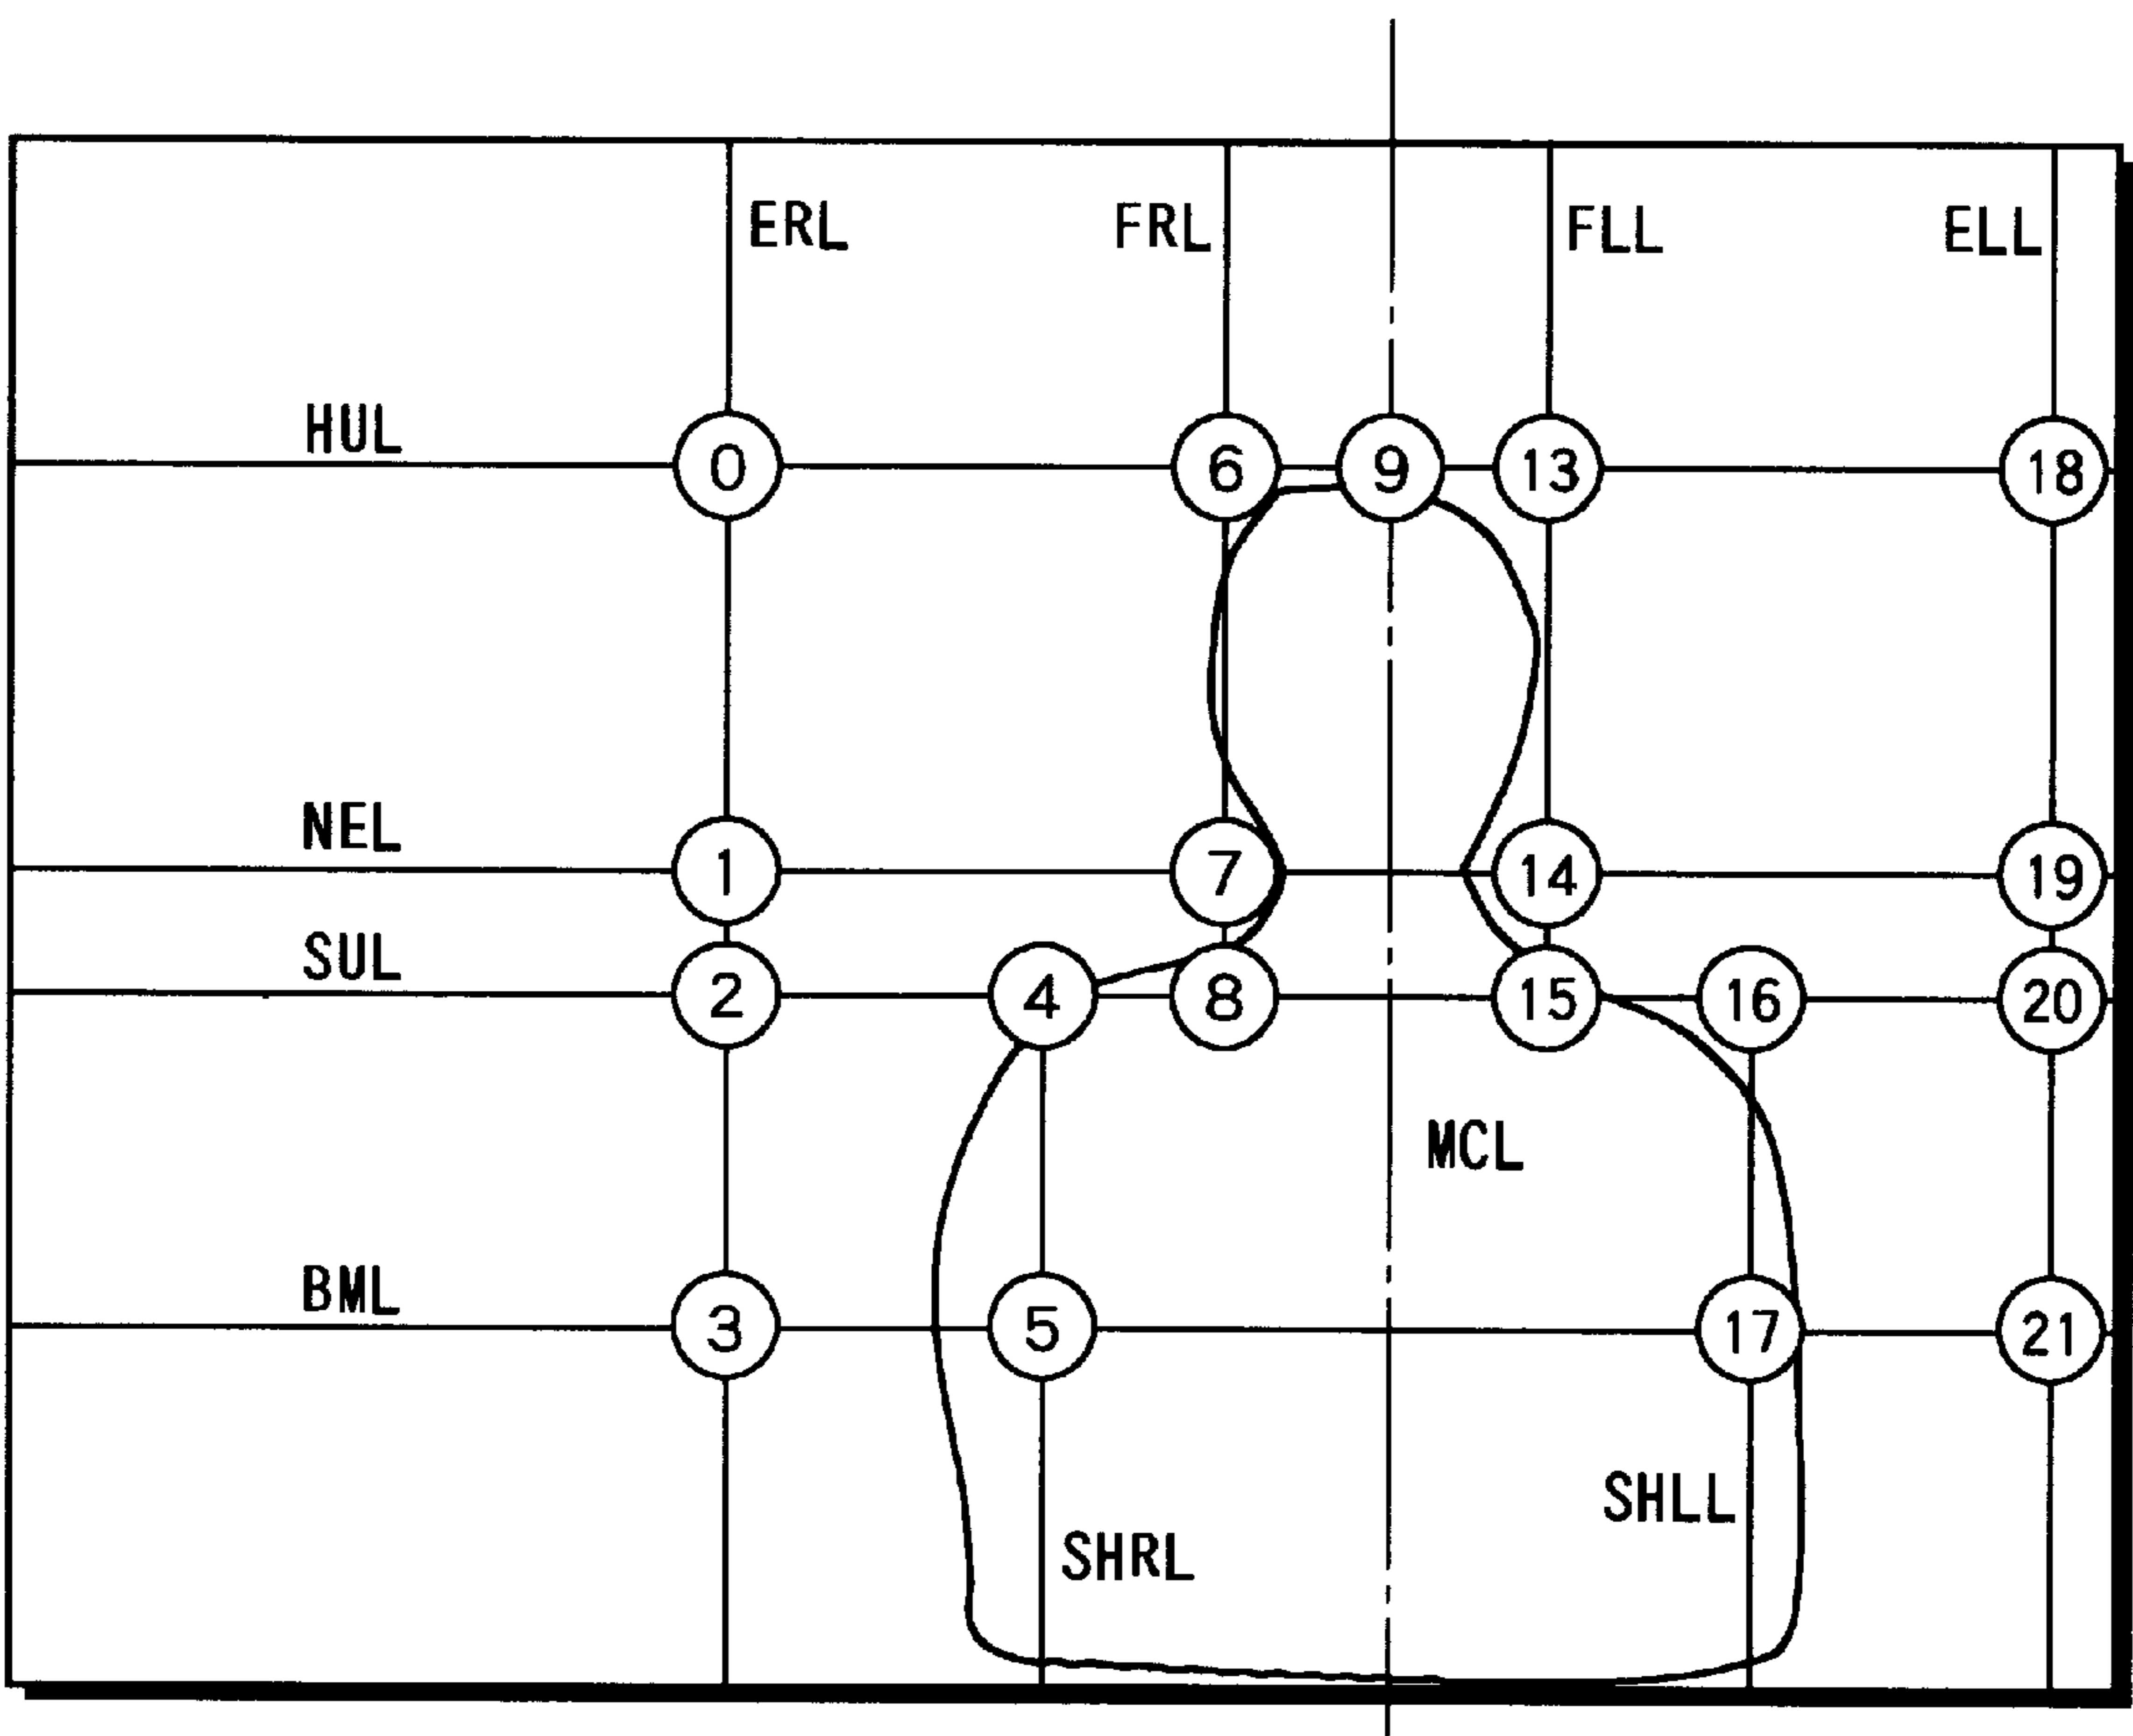 ERL FRL FLL ELL
HUL
0 6 9 13 18
NEL
1 7 14 19
SUL
2 4 8 15 16 20
MCL
BML
3 5 17 21
SHLL
SHRL